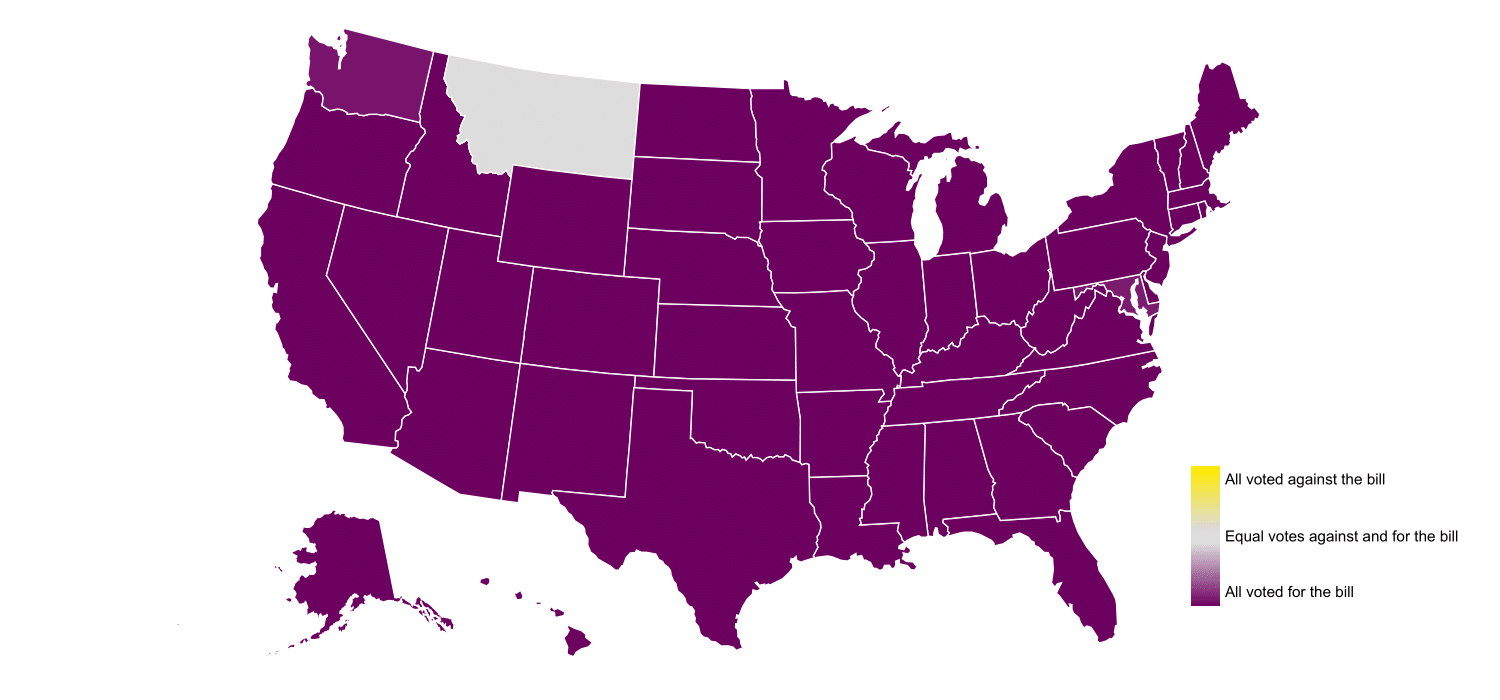 All voted against the bill
Equal votes against and for the bill
All voted for the bill